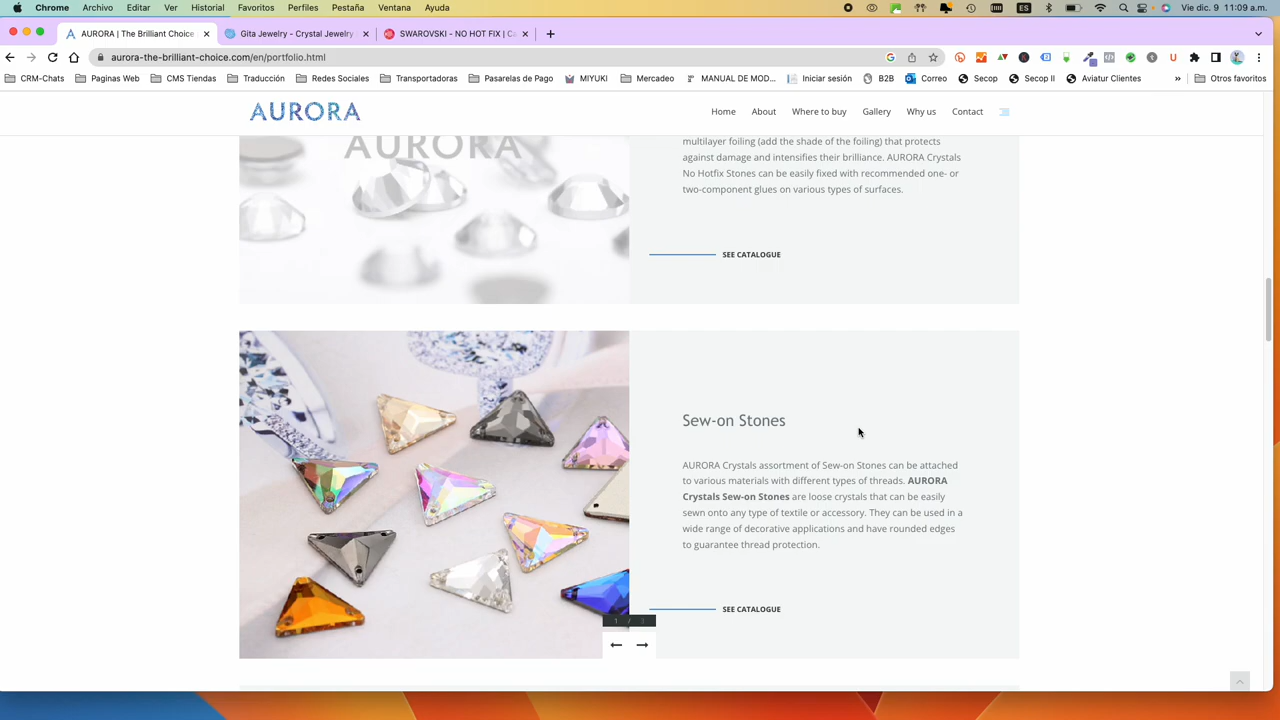 Chrome Archivo Editar Ver Historial Favoritos Perfiles Pestaña Ventana Ayuda ES Vie dic. 9 11:09 a.m.
AURORA | The Brilliant Choice Gita Jewelry - Crystal Jewelry SWAROVSKI - NO HOT FIX | Ca
aurora-the-brilliant-choice.com/en/portfolio.html
CRM-Chats Paginas Web CMS Tiendas Traducción Redes Sociales Transportadoras Pasarelas de Pago MIYUKI Mercadeo MANUAL DE MOD... Iniciar sesión B2B Correo Secop Secop II Aviatur Clientes » Otros favoritos
AURORA Home About Where to buy Gallery Why us Contact
AURORA
multilayer foiling (add the shade of the foiling) that protects
against damage and intensifies their brilliance. AURORA Crystals
No Hotfix Stones can be easily fixed with recommended one- or
two-component glues on various types of surfaces.
SEE CATALOGUE
Sew-on Stones
AURORA Crystals assortment of Sew-on Stones can be attached
to various materials with different types of threads. AURORA
Crystals Sew-on Stones are loose crystals that can be easily
sewn onto any type of textile or accessory. They can be used in a
wide range of decorative applications and have rounded edges
to guarantee thread protection.
SEE CATALOGUE